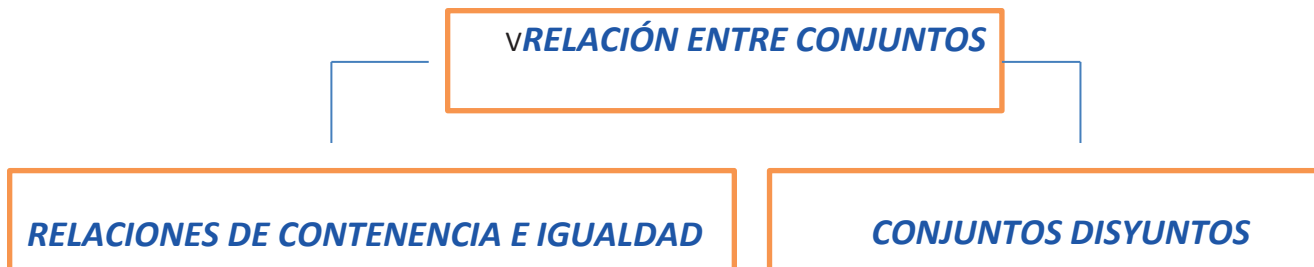 VRELACIÓN ENTRE CONJUNTOS
RELACIONES DE CONTENENCIA E IGUALDAD
CONJUNTOS DISYUNTOS